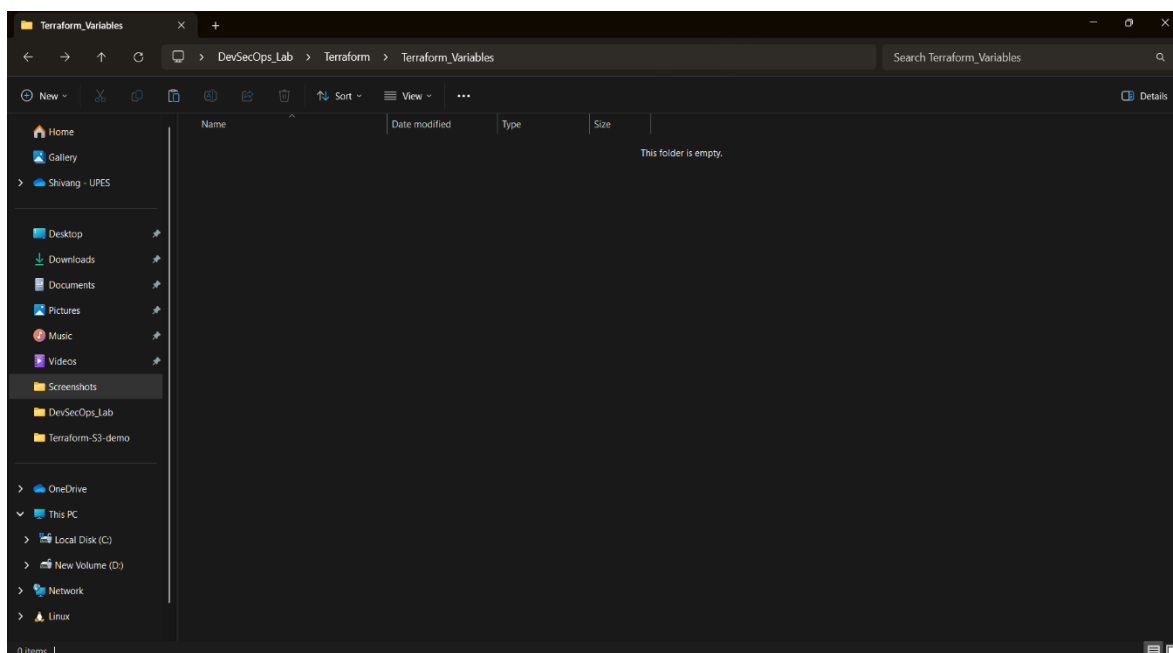 Terraform_Variables
DevSecOps_Lab > Terraform > Terraform_Variables
Search Terraform_Variables
New
Sort
View
Details
Name
Date modified
Type
Size
This folder is empty.
Home
Gallery
Shivang - UPES
Desktop
Downloads
Documents
Pictures
Music
Videos
Screenshots
DevSecOps_Lab
Terraform-S3-demo
OneDrive
This PC
Local Disk (C:)
New Volume (D:)
Network
Linux
0 items